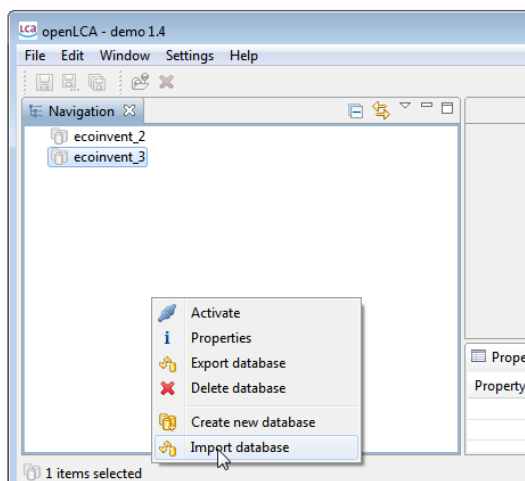 LCa openLCA - demo 1.4
File Edit Window Settings Help
Navigation
ecoinvent_2
ecoinvent_3
Activate
i Properties
Export database
Delete database
Create new database
Import database
Prope
Property
1 items selected